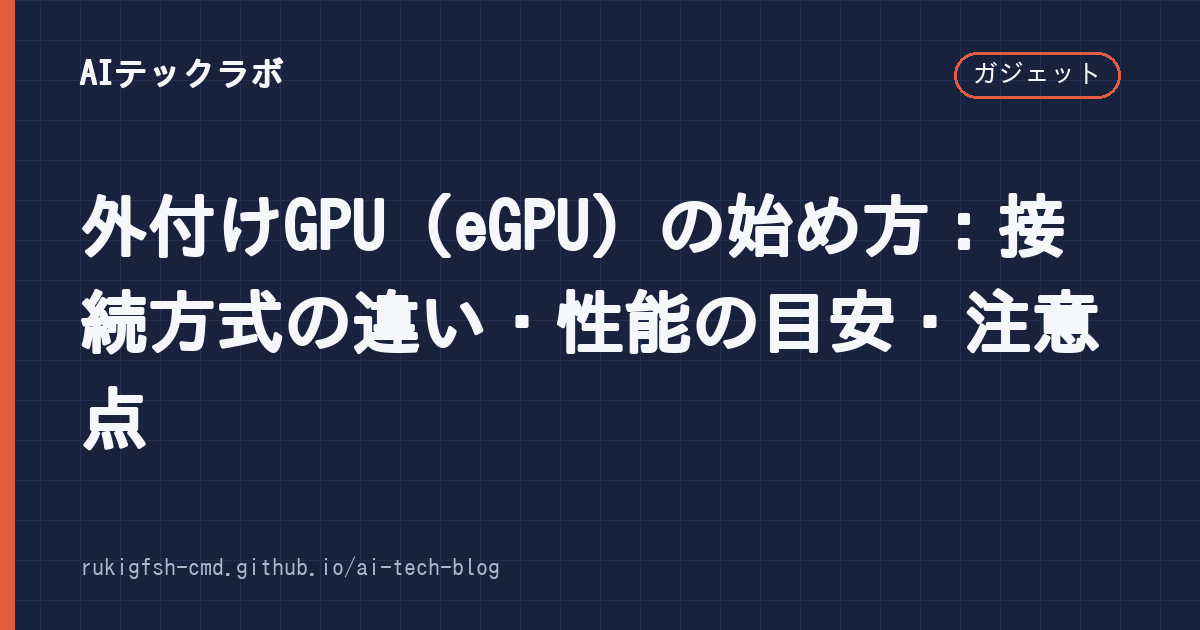 AIテックラボ
ガジェット
外付けGPU（eGPU）の始め方：接
続方式の違い・性能の目安・注意
点
rukigfsh-cmd.github.io/ai-tech-blog